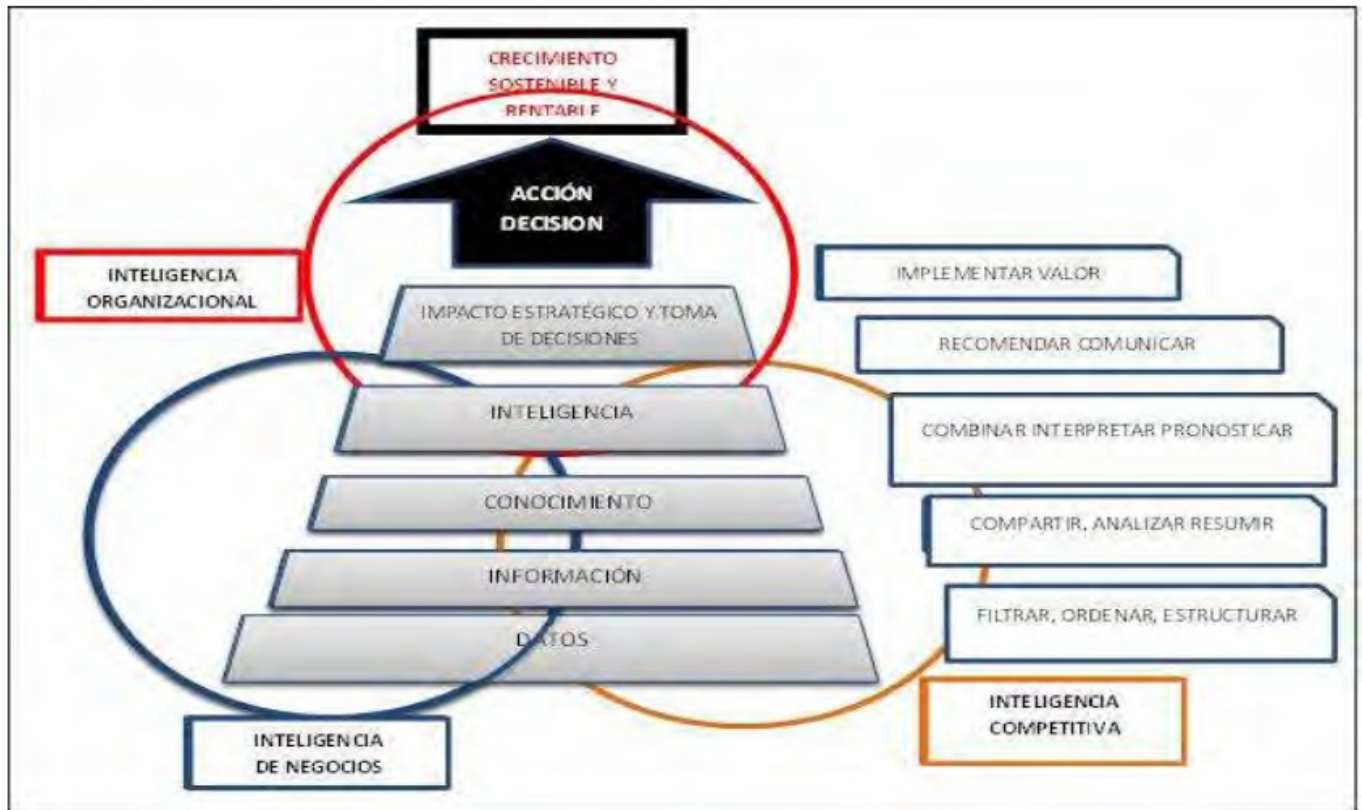 CRECIMIENTO
SOSTENIBLE Y
RENTABLE
ACCIÓN
DECISION
INTELIGENCIA
ORGANIZACIONAL
IMPACTO ESTRATÉGICO Y TOMA
DE DECISIONES
INTELIGENCIA
CONOCIMIENTO
INFORMACIÓN
DATOS
IMPLEMENTAR VALOR
RECOMENDAR COMUNICAR
COMBINAR INTERPRETAR PRONOSTICAR
COMPARTIR, ANALIZAR RESUMIR
FILTRAR, ORDENAR, ESTRUCTURAR
INTELIGENCIA
DE NEGOCIOS
INTELIGENCIA
COMPETITIVA